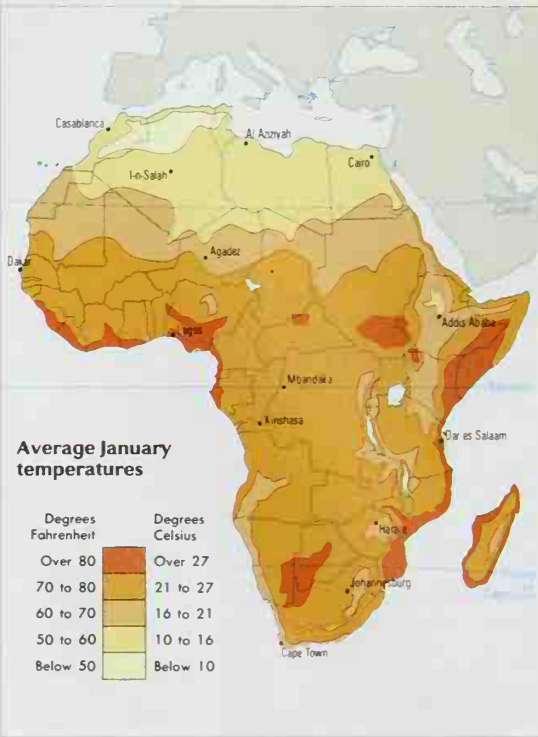 Casablanca
Al Aziziyah
Cairo
I-n-Salah
Agadez
Dakar
Addis Ababa
Lagos
Mbandaka
Kinshasa
Dar es Salaam
Average January
temperatures
Degrees Degrees
Fahrenheit Celsius
Over 80 Over 27
70 to 80 21 to 27
60 to 70 16 to 21
50 to 60 10 to 16
Below 50 Below 10
Harare
Johannesburg
Cape Town